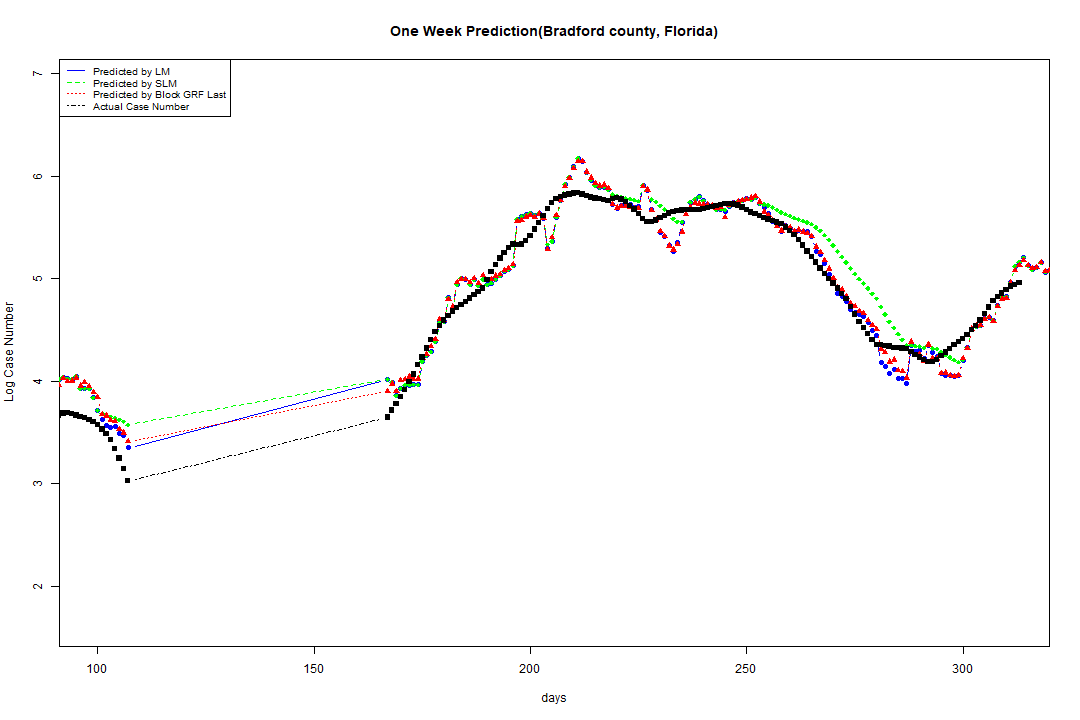 One Week Prediction(Bradford county, Florida)
Predicted by LM
Predicted by SLM
Predicted by Block GRF Last
Actual Case Number
7
6
5
4
3
2
Log Case Number
100 150 200 250 300
days